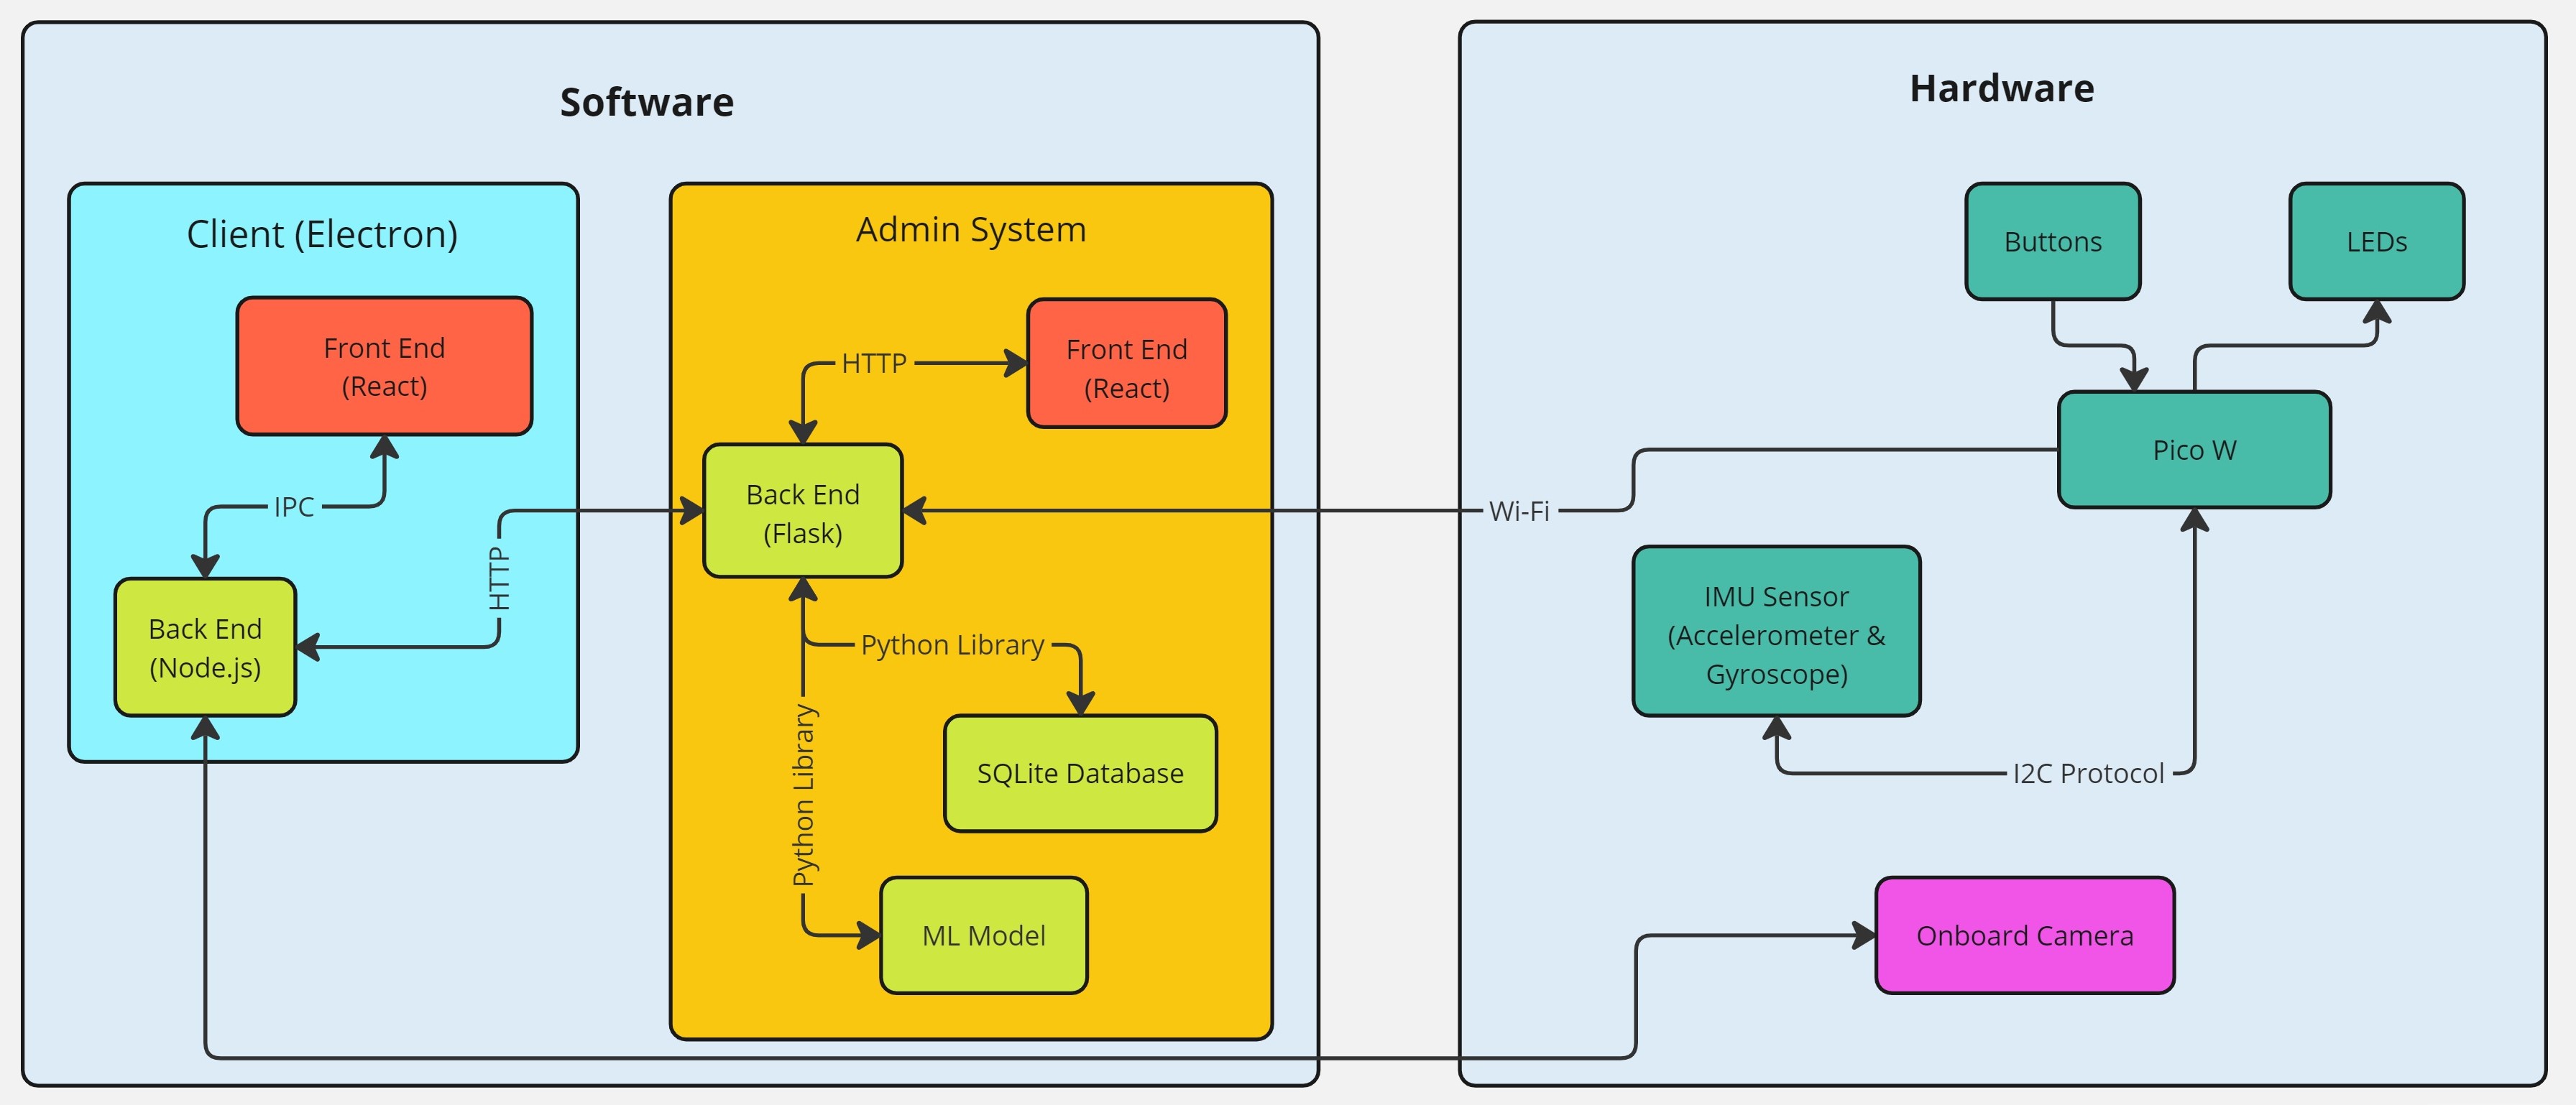 Software
Client (Electron)
Front End
(React)
IPC
Back End
(Node.js)
HTTP
Admin System
HTTP
Front End
(React)
Back End
(Flask)
Python Library
SQLite Database
Python Library
ML Model
Wi-Fi
Hardware
Buttons
LEDs
Pico W
IMU Sensor
(Accelerometer &
Gyroscope)
I2C Protocol
Onboard Camera